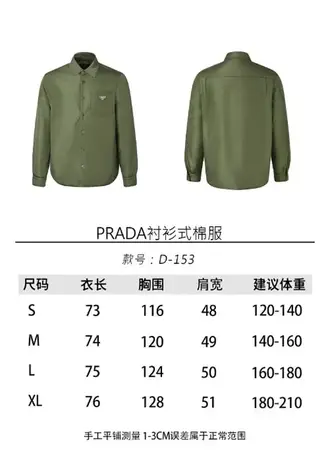 PRADA衬衫式棉服
款号：D-153
尺码 衣长 胸围 肩宽 建议体重
S 73 116 48 120-140
M 74 120 49 140-160
L 75 124 50 160-180
XL 76 128 51 180-210
手工平铺测量 1-3CM误差属于正常范围